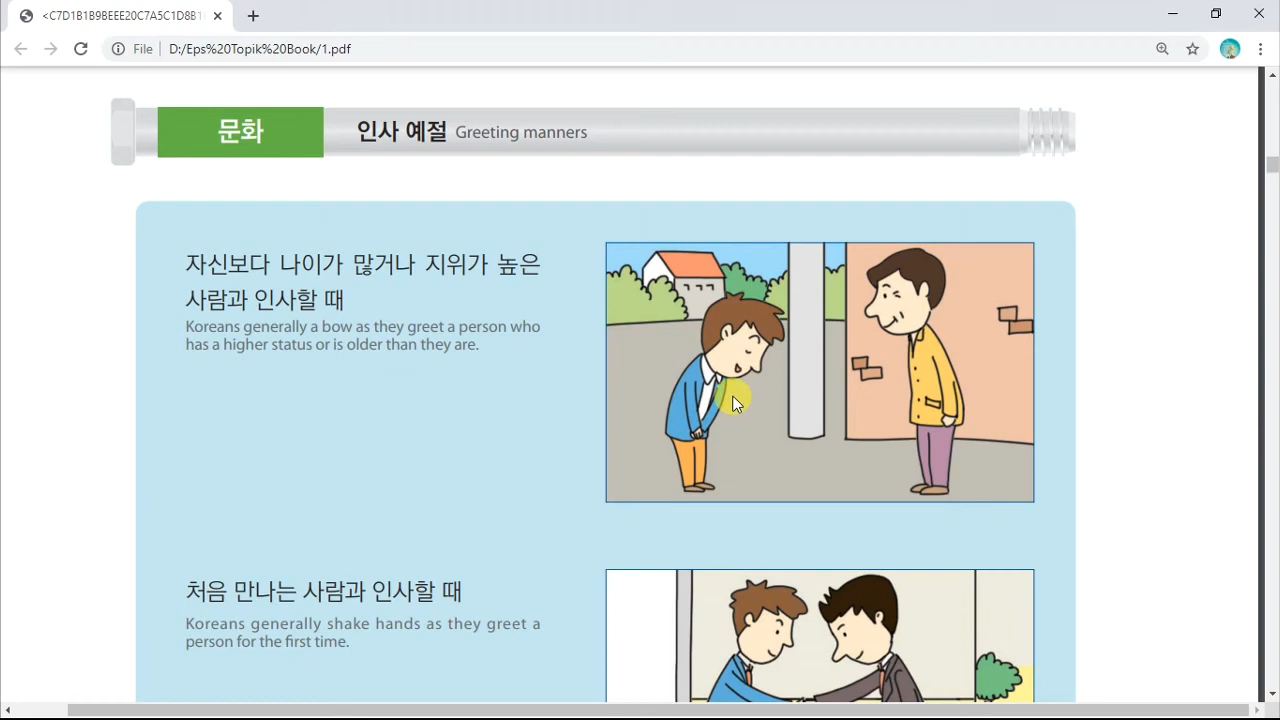 <C7D1B1B9BEEE20C7A5C1D8B1
File
D:/Eps%20Topik%20Book/1.pdf
문화
인사 예절 Greeting manners
자신보다 나이가 많거나 지위가 높은
사람과 인사할 때
Koreans generally a bow as they greet a person who
has a higher status or is older than they are.
처음 만나는 사람과 인사할 때
Koreans generally shake hands as they greet a
person for the first time.